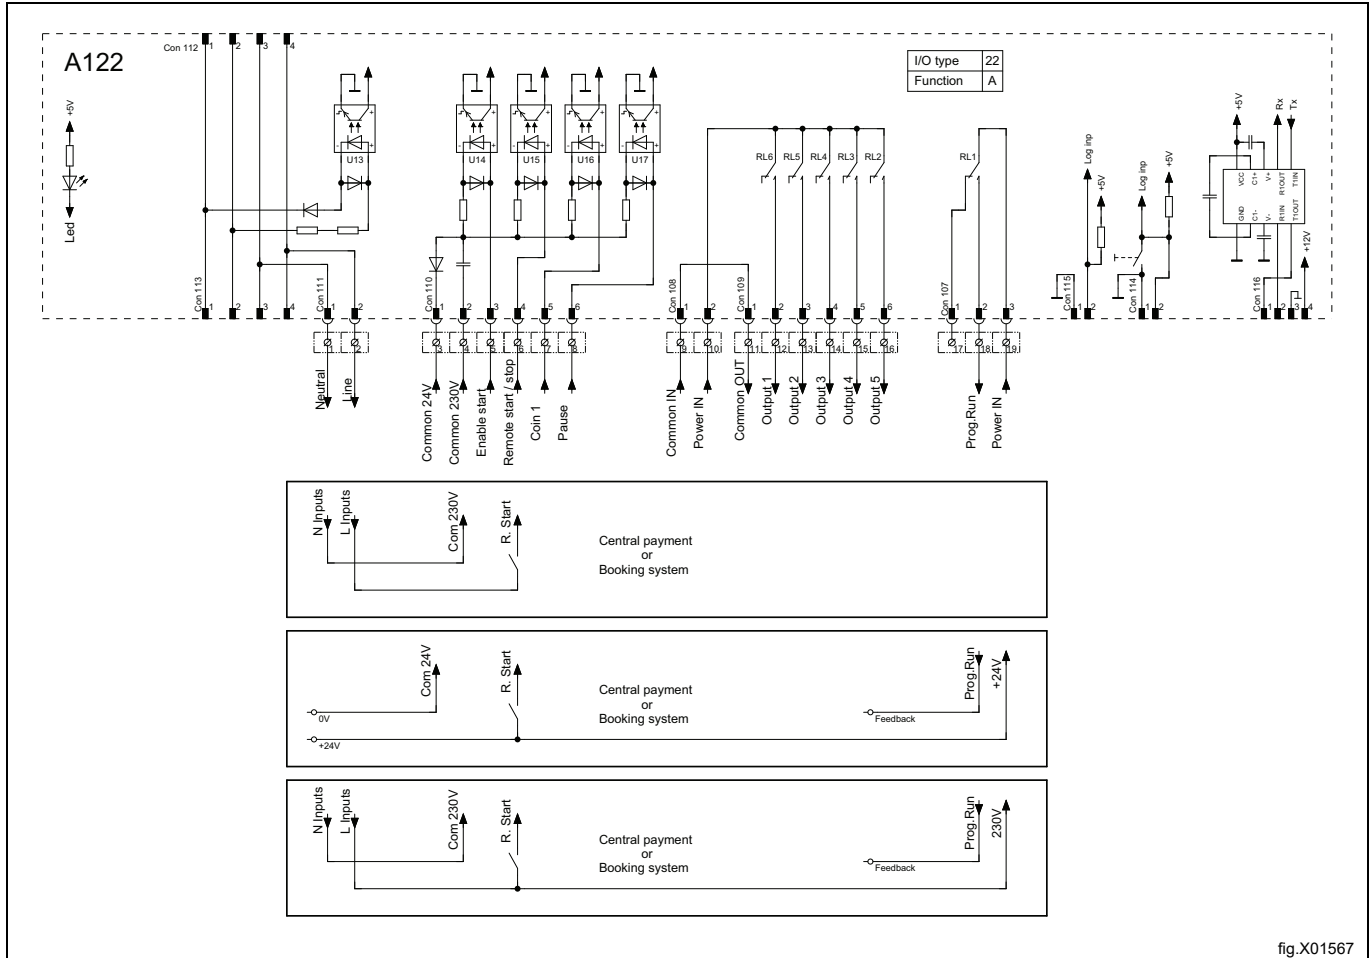 A122
I/O type 22
Function A
Con 112 1 2 3 4
+5V
Led
U13
U14 U15 U16 U17
RL6 RL5 RL4 RL3 RL2
RL1
Log inp
+5V
Log inp
+5V
+5V
Rx
Tx
VCC C1+ V+ R1OUT T1IN
GND C1- V- R1IN T1OUT
+12V
Con 113 1 2 3 4
Con 111 1 2
Con 110 1 2 3 4 5 6
Con 108 1 2
Con 109 1 2 3 4 5 6
Con 107 1 2 3
Con 115 1 2
Con 114 1 2
Con 116 1 2 3 4
1 2 3 4 5 6 7 8 9 10 11 12 13 14 15 16 17 18 19
Neutral
Line
Common 24V
Common 230V
Enable start
Remote start / stop
Coin 1
Pause
Common IN
Power IN
Common OUT
Output 1
Output 2
Output 3
Output 4
Output 5
Prog.Run
Power IN
N Inputs
L Inputs
Com 230V
R. Start
Central payment
or
Booking system
Com 24V
R. Start
Central payment
or
Booking system
Prog.Run
+24V
0V
Feedback
+24V
N Inputs
L Inputs
Com 230V
R. Start
Central payment
or
Booking system
Prog.Run
230V
Feedback
fig.X01567